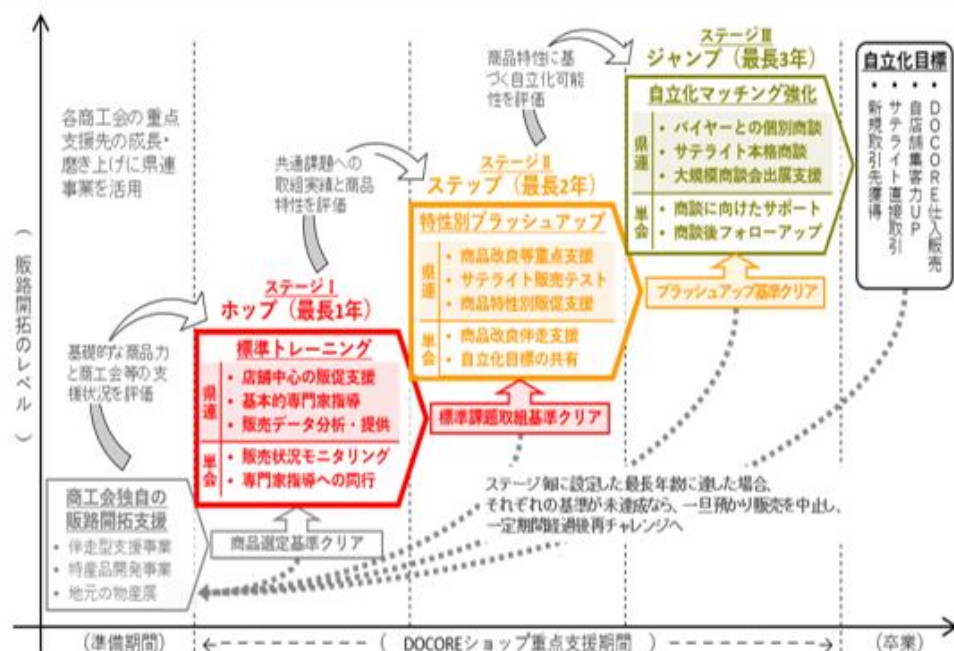 （販路開拓のレベル）
各商工会の重点
支援先の成長・
磨き上げに県連
事業を活用
基礎的な商品力
と商工会等の支
援状況を評価
商工会独自の
販路開拓支援
・伴走型支援事業
・特産品開発事業
・地元の物産展
商品選定基準クリア
共通課題への
取組実績と商品
特性を評価
ステージⅠ
ホップ（最長1年）
標準トレーニング
県連
・店舗中心の販促支援
・基本的専門家指導
・販売データ分析・提供
単会
・販売状況モニタリング
・専門家指導への同行
標準課題取組基準クリア
商品特性に基
づく自立化可能
性を評価
ステージⅡ
ステップ（最長2年）
特性別ブラッシュアップ
県連
・商品改良等重点支援
・サテライト販売テスト
・商品特性別販促支援
単会
・商品改良伴走支援
・自立化目標の共有
ブラッシュアップ基準クリア
ステージⅢ
ジャンプ（最長3年）
自立化マッチング強化
県連
・バイヤーとの個別商談
・サテライト本格商談
・大規模商談会出展支援
単会
・商談に向けたサポート
・商談後フォローアップ
自立化目標
・DOCORE仕入販売
・自店舗集客力UP
・サテライト直接取引
・新規取引先獲得
ステージ毎に設定した最長年数に達した場合、
それぞれの基準が未達成なら、一旦預かり販売を中止し、
一定期間経過後再チャレンジへ
（準備期間）
（ DOCOREショップ重点支援期間 ）
（卒業）